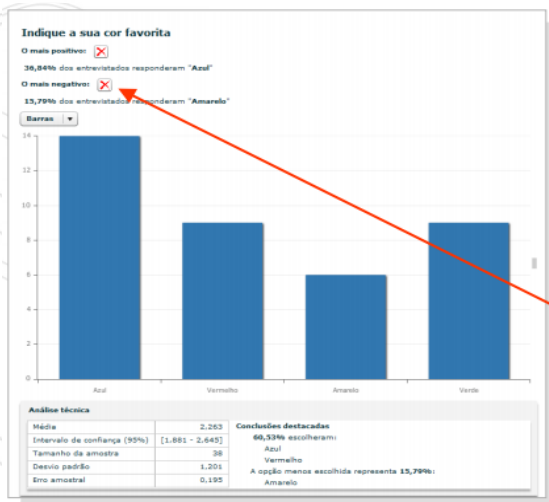 Indique a sua cor favorita
O mais positivo:
36,84% dos entrevistados responderam "Azul"
O mais negativo:
15,79% dos entrevistados responderam "Amarelo"
Barras
14
12
10
8
6
4
2
0
Azul Vermelho Amarelo Verde
Análise técnica
Média 2,263
Intervalo de confiança (95%) [1.881 - 2.645]
Tamanho da amostra 38
Desvio padrão 1,201
Erro amostral 0,195
Conclusões destacadas
60,53% escolheram:
Azul
Vermelho
A opção menos escolhida representa 15,79%:
Amarelo